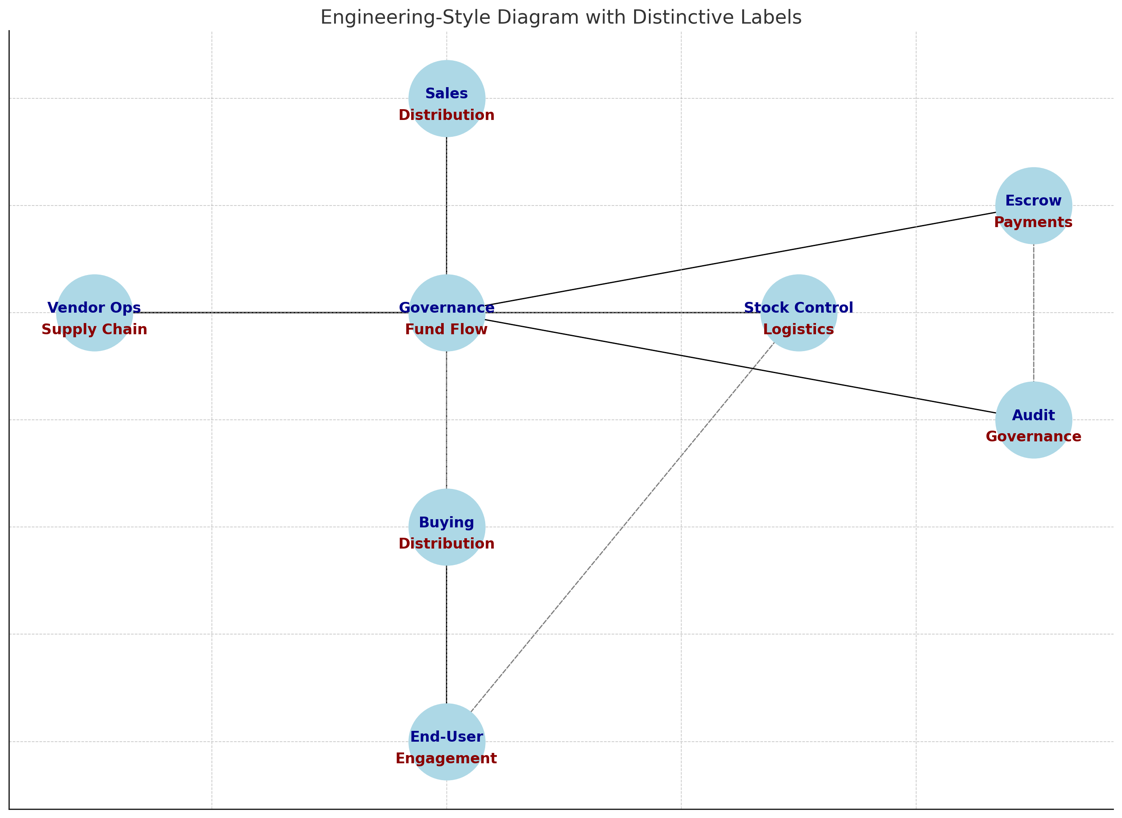 Engineering-Style Diagram with Distinctive Labels
Sales
Distribution
Escrow
Payments
Vendor Ops
Supply Chain
Governance
Fund Flow
Stock Control
Logistics
Audit
Governance
Buying
Distribution
End-User
Engagement